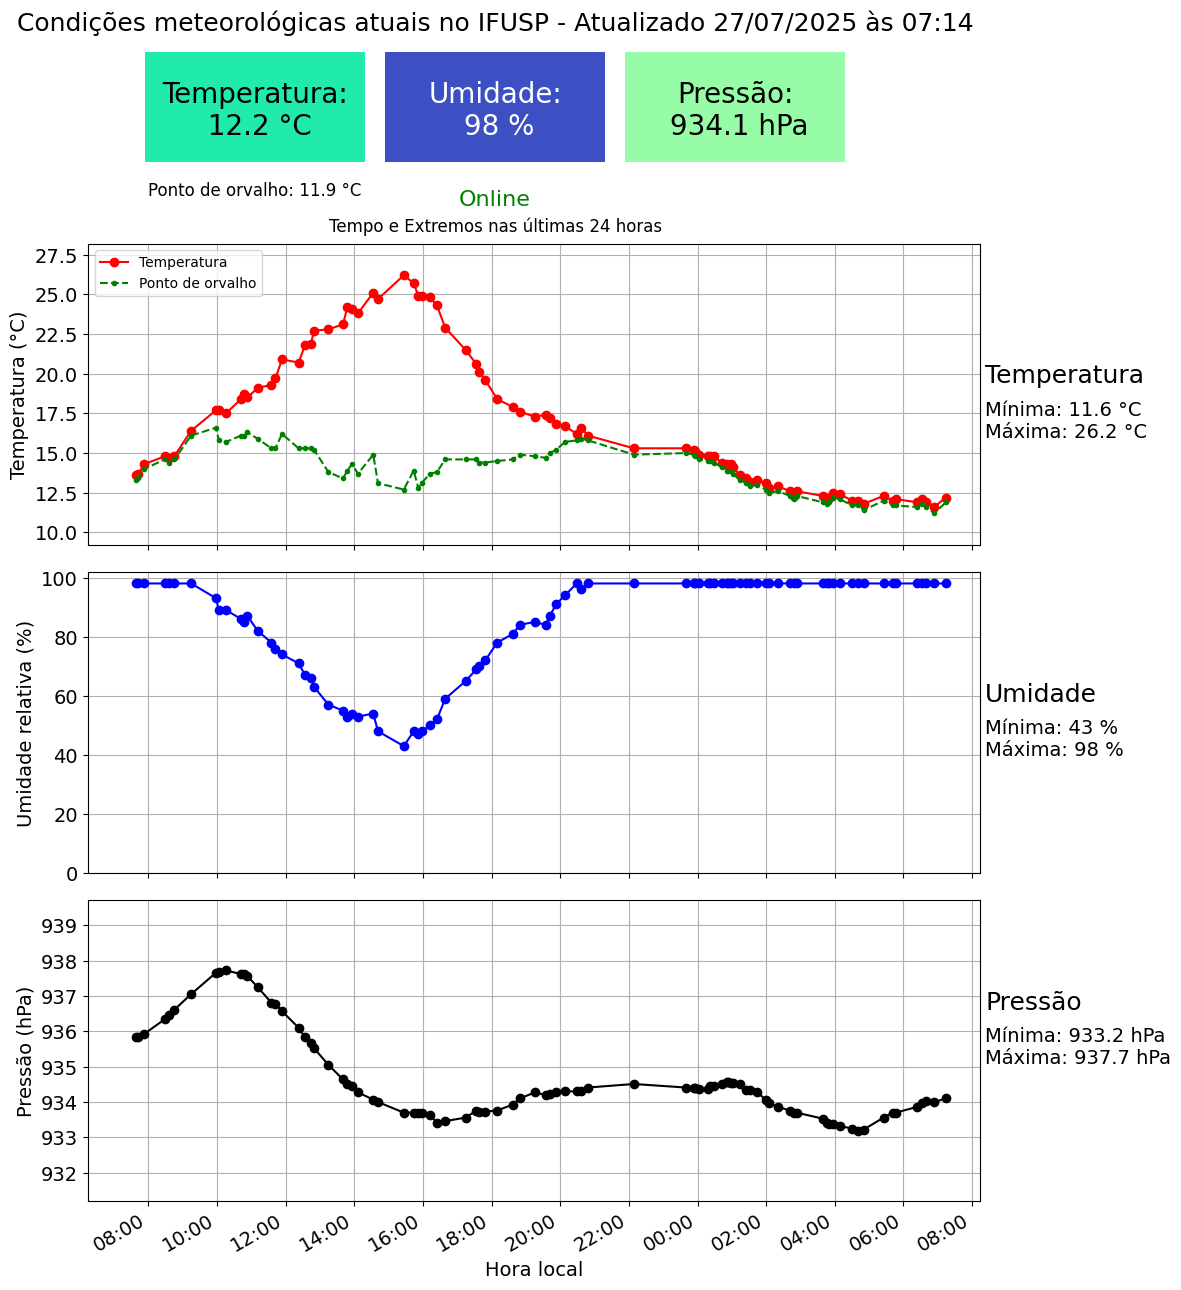 Condições meteorológicas atuais no IFUSP - Atualizado 27/07/2025 às 07:14
Temperatura:
12.2 °C
Umidade:
98 %
Pressão:
934.1 hPa
Ponto de orvalho: 11.9 °C
Online
Tempo e Extremos nas últimas 24 horas
Temperatura (°C)
27.5
25.0
22.5
20.0
17.5
15.0
12.5
10.0
Temperatura
Ponto de orvalho
Temperatura
Mínima: 11.6 °C
Máxima: 26.2 °C
Umidade relativa (%)
100
80
60
40
20
0
Umidade
Mínima: 43 %
Máxima: 98 %
Pressão (hPa)
939
938
937
936
935
934
933
932
Pressão
Mínima: 933.2 hPa
Máxima: 937.7 hPa
08:00
10:00
12:00
14:00
16:00
18:00
20:00
22:00
00:00
02:00
04:00
06:00
08:00
Hora local